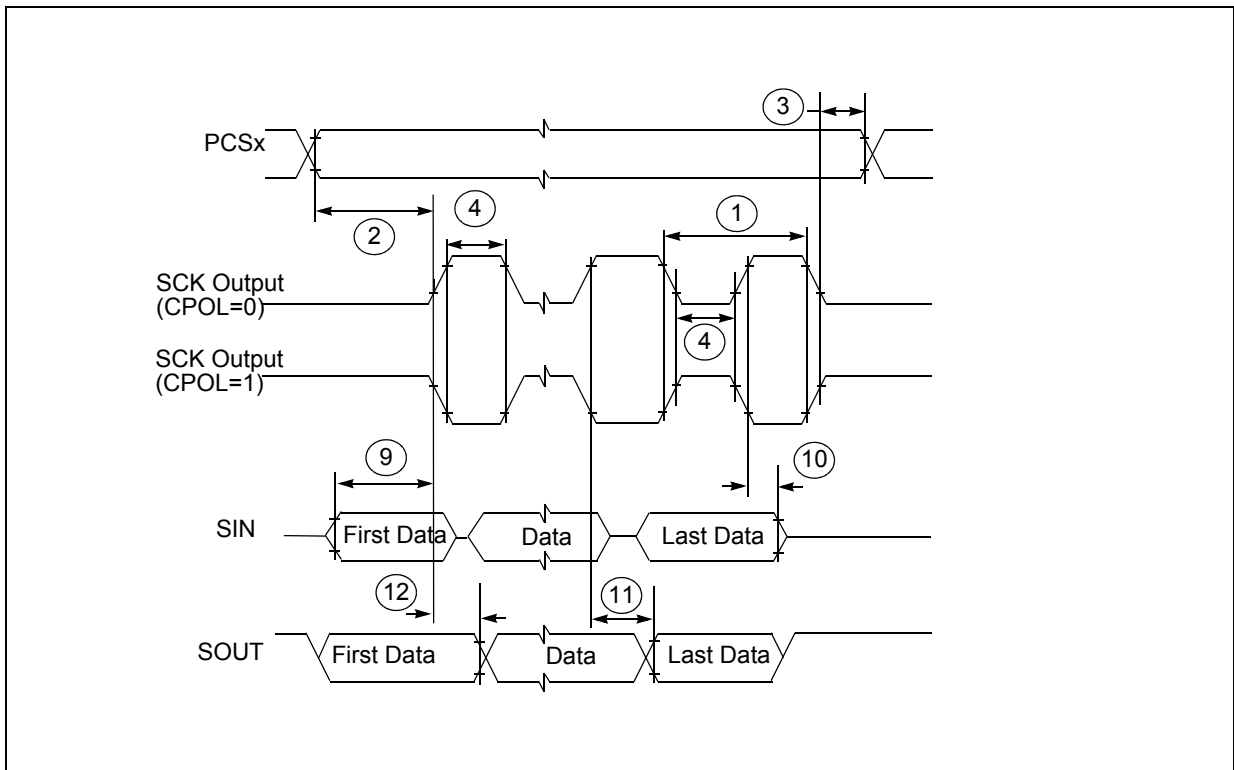 3
PCSx
2
4
1
SCK Output
(CPOL=0)
4
SCK Output
(CPOL=1)
9
10
SIN
First Data
Data
Last Data
12
11
SOUT
First Data
Data
Last Data